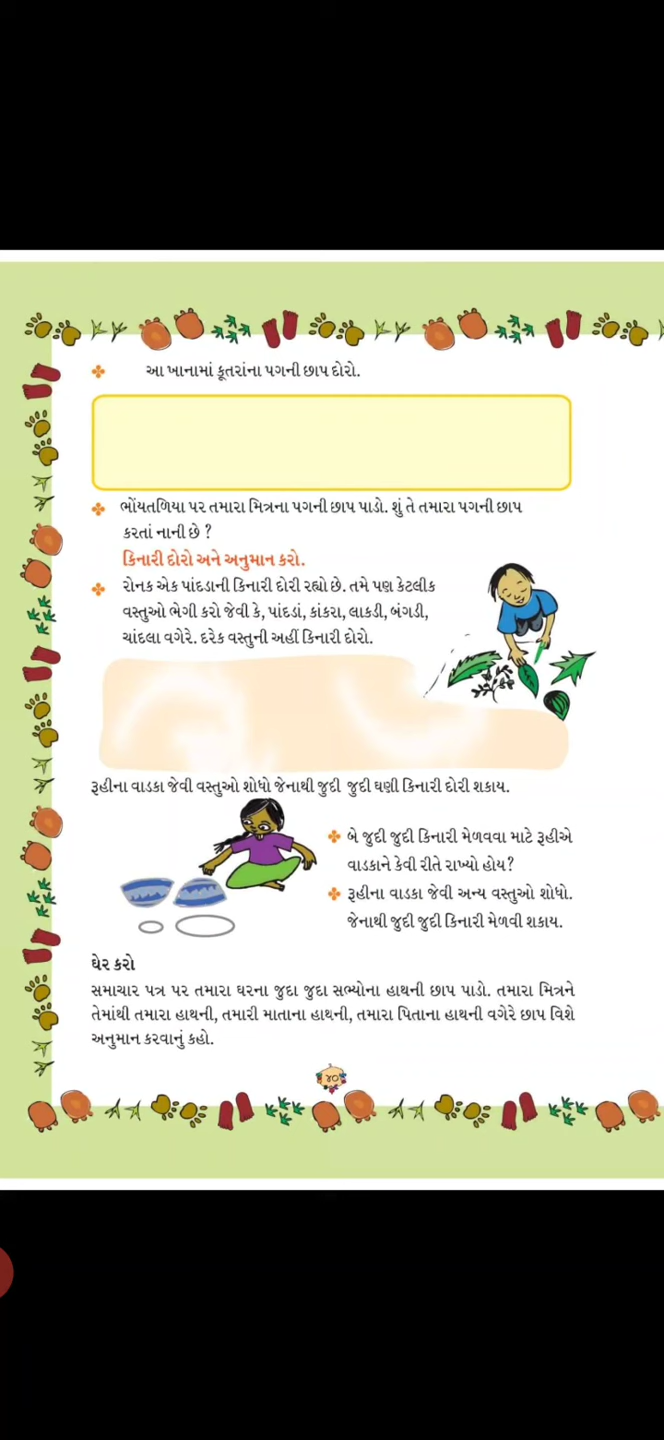 આ ખાનામાં કૂતરાંના પગની છાપ દોરો.
ભોંયતળિયા પર તમારા મિત્રના પગની છાપ પાડો. શું તે તમારા પગની છાપ
કરતાં નાની છે ?
કિનારી દોરો અને અનુમાન કરો.
રોનક એક પાંદડાની કિનારી દોરી રહ્યો છે. તમે પણ કેટલીક
વસ્તુઓ ભેગી કરો જેવી કે, પાંદડાં, કાંકરા, લાકડી, બંગડી,
ચાંદલા વગેરે. દરેક વસ્તુની અહીં કિનારી દોરો.
રૂહીના વાડકા જેવી વસ્તુઓ શોધો જેનાથી જુદી જુદી ઘણી કિનારી દોરી શકાય.
બે જુદી જુદી કિનારી મેળવવા માટે રૂહીએ
વાડકાને કેવી રીતે રાખ્યો હોય?
રૂહીના વાડકા જેવી અન્ય વસ્તુઓ શોધો.
જેનાથી જુદી જુદી કિનારી મેળવી શકાય.
ઘેર કરો
સમાચાર પત્ર પર તમારા ઘરના જુદા જુદા સભ્યોના હાથની છાપ પાડો. તમારા મિત્રને
તેમાંથી તમારા હાથની, તમારી માતાના હાથની, તમારા પિતાના હાથની વગેરે છાપ વિશે
અનુમાન કરવાનું કહો.
૪૦